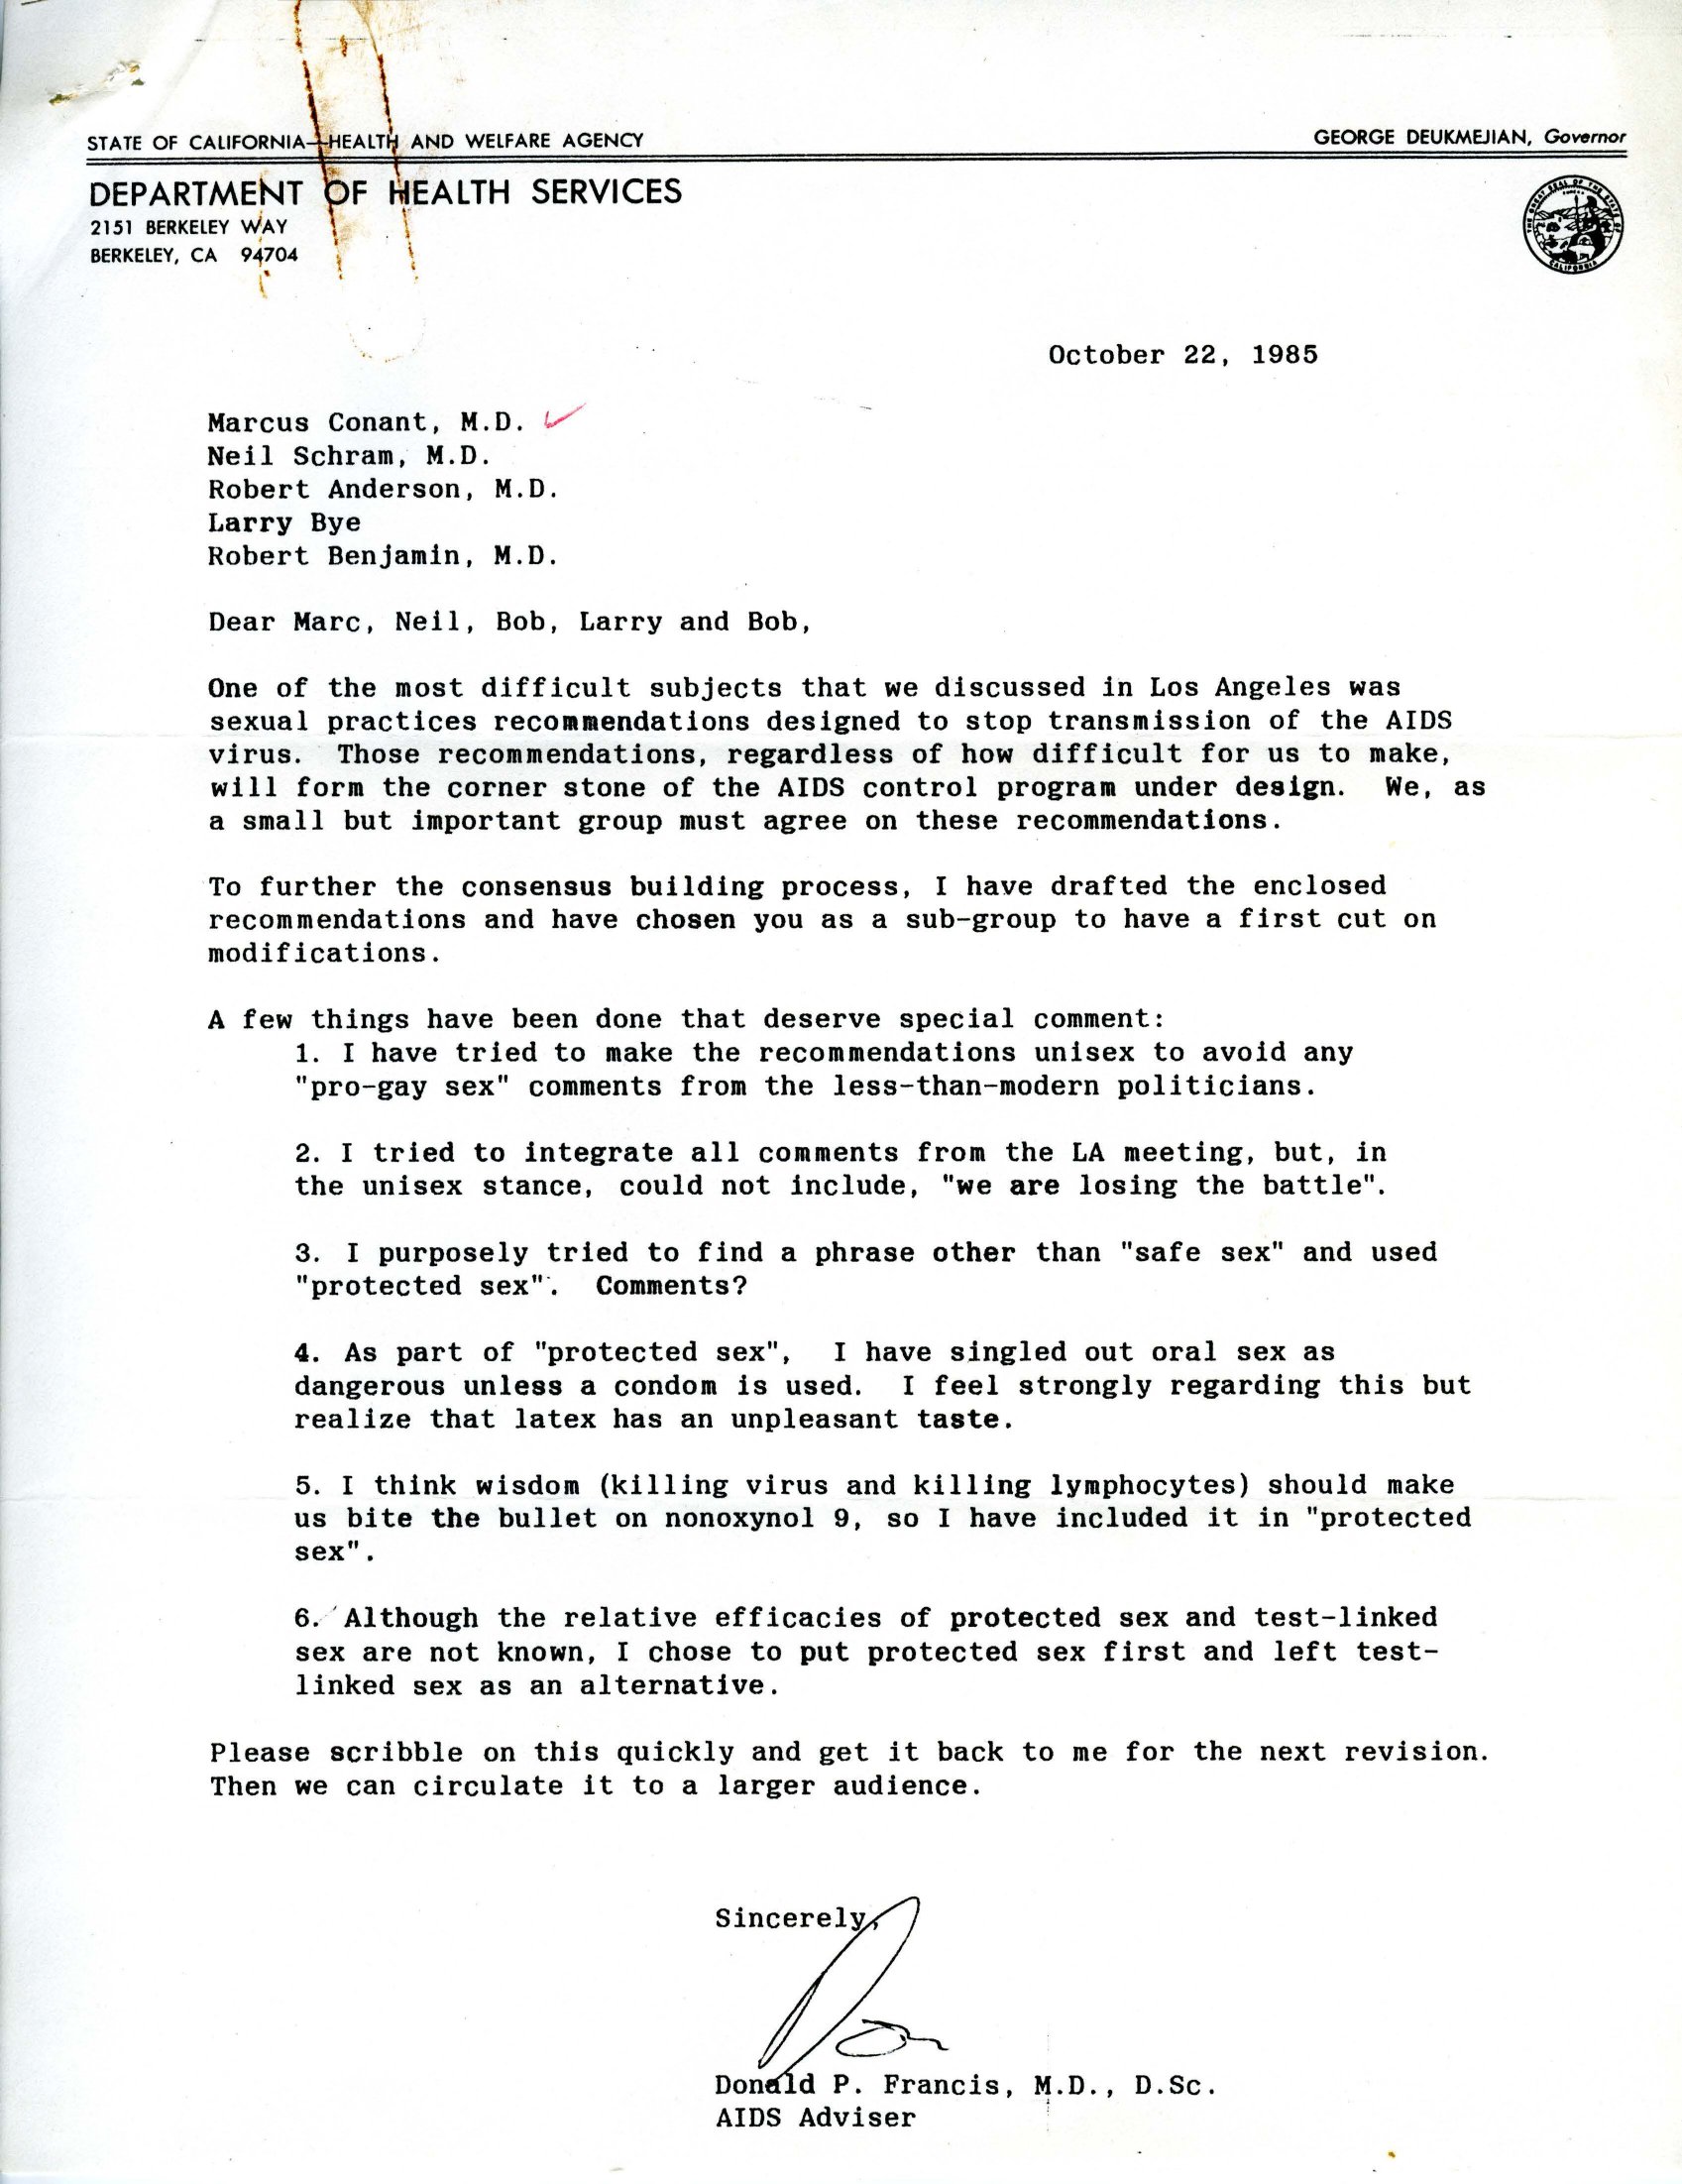 STATE OF CALIFORNIA—HEALTH AND WELFARE AGENCY
GEORGE DEUKMEJIAN, Governor
DEPARTMENT OF HEALTH SERVICES
2151 BERKELEY WAY
BERKELEY, CA 94704
October 22, 1985
Marcus Conant, M.D.
Neil Schram, M.D.
Robert Anderson, M.D.
Larry Bye
Robert Benjamin, M.D.
Dear Marc, Neil, Bob, Larry and Bob,
One of the most difficult subjects that we discussed in Los Angeles was
sexual practices recommendations designed to stop transmission of the AIDS
virus. Those recommendations, regardless of how difficult for us to make,
will form the corner stone of the AIDS control program under design. We, as
a small but important group must agree on these recommendations.
To further the consensus building process, I have drafted the enclosed
recommendations and have chosen you as a sub-group to have a first cut on
modifications.
A few things have been done that deserve special comment:
1. I have tried to make the recommendations unisex to avoid any
"pro-gay sex" comments from the less-than-modern politicians.
2. I tried to integrate all comments from the LA meeting, but, in
the unisex stance, could not include, "we are losing the battle".
3. I purposely tried to find a phrase other than "safe sex" and used
"protected sex". Comments?
4. As part of "protected sex", I have singled out oral sex as
dangerous unless a condom is used. I feel strongly regarding this but
realize that latex has an unpleasant taste.
5. I think wisdom (killing virus and killing lymphocytes) should make
us bite the bullet on nonoxynol 9, so I have included it in "protected
sex".
6. Although the relative efficacies of protected sex and test-linked
sex are not known, I chose to put protected sex first and left test-
linked sex as an alternative.
Please scribble on this quickly and get it back to me for the next revision.
Then we can circulate it to a larger audience.
Sincerely,
Don
Donald P. Francis, M.D., D.Sc.
AIDS Adviser